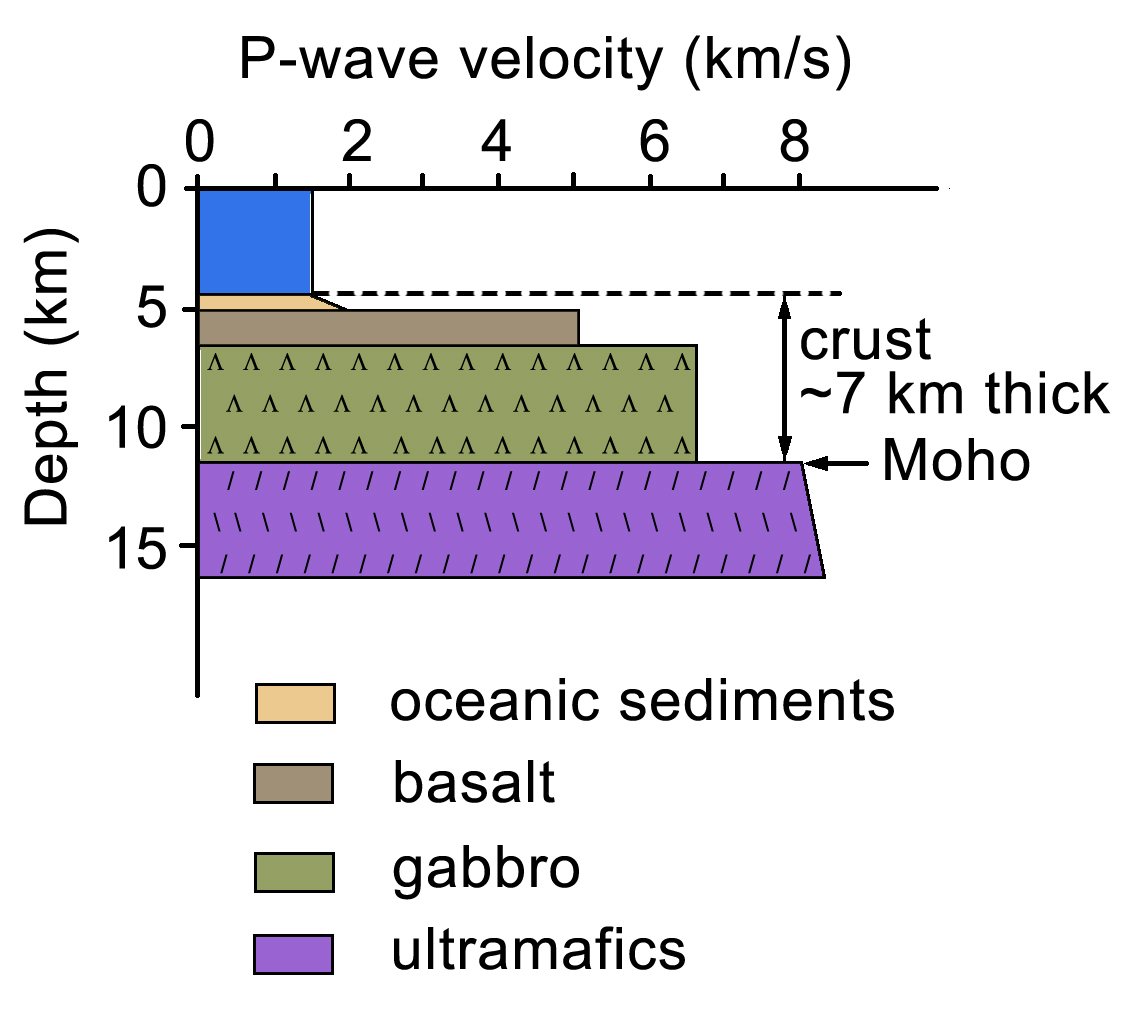 P-wave velocity (km/s)
0 2 4 6 8
0
5
10
15
Depth (km)
crust
~7 km thick
Moho
oceanic sediments
basalt
gabbro
ultramafics